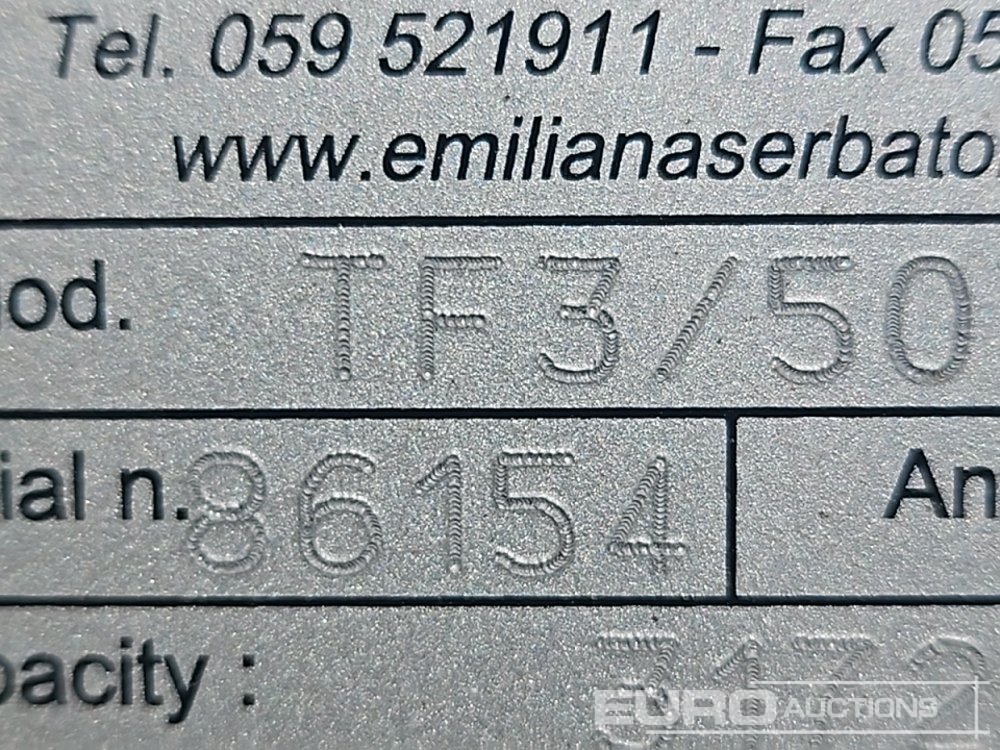 Tel. 059 521911 - Fax 05
www.emilianaserbato
od. TF3/50
ial n. 86154 An
pacity :
EURO AUCTIONS